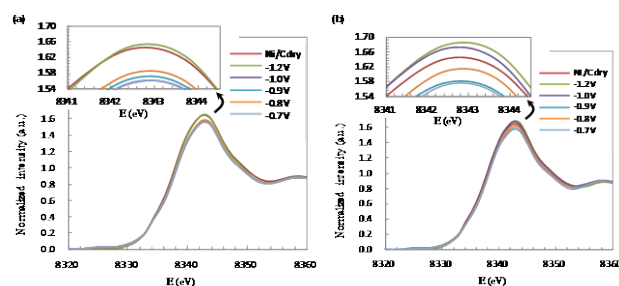 (a)
1.70
1.66
1.62
1.58
1.54
8341 8342 8343 8344
E (eV)
Ni/Cdry
-1.2V
-1.0V
-0.9V
-0.8V
-0.7V
Normalized intensity (a.u.)
1.6
1.4
1.2
1.0
0.8
0.6
0.4
0.2
0.0
8320 8330 8340 8350 8360
E (eV)
(b)
1.70
1.66
1.62
1.58
1.54
8341 8342 8343 8344
E (eV)
Ni/Cdry
-1.2V
-1.0V
-0.9V
-0.8V
-0.7V
Normalized intensity (a.u.)
1.6
1.4
1.2
1.0
0.8
0.6
0.4
0.2
0.0
8320 8330 8340 8350 8360
E (eV)